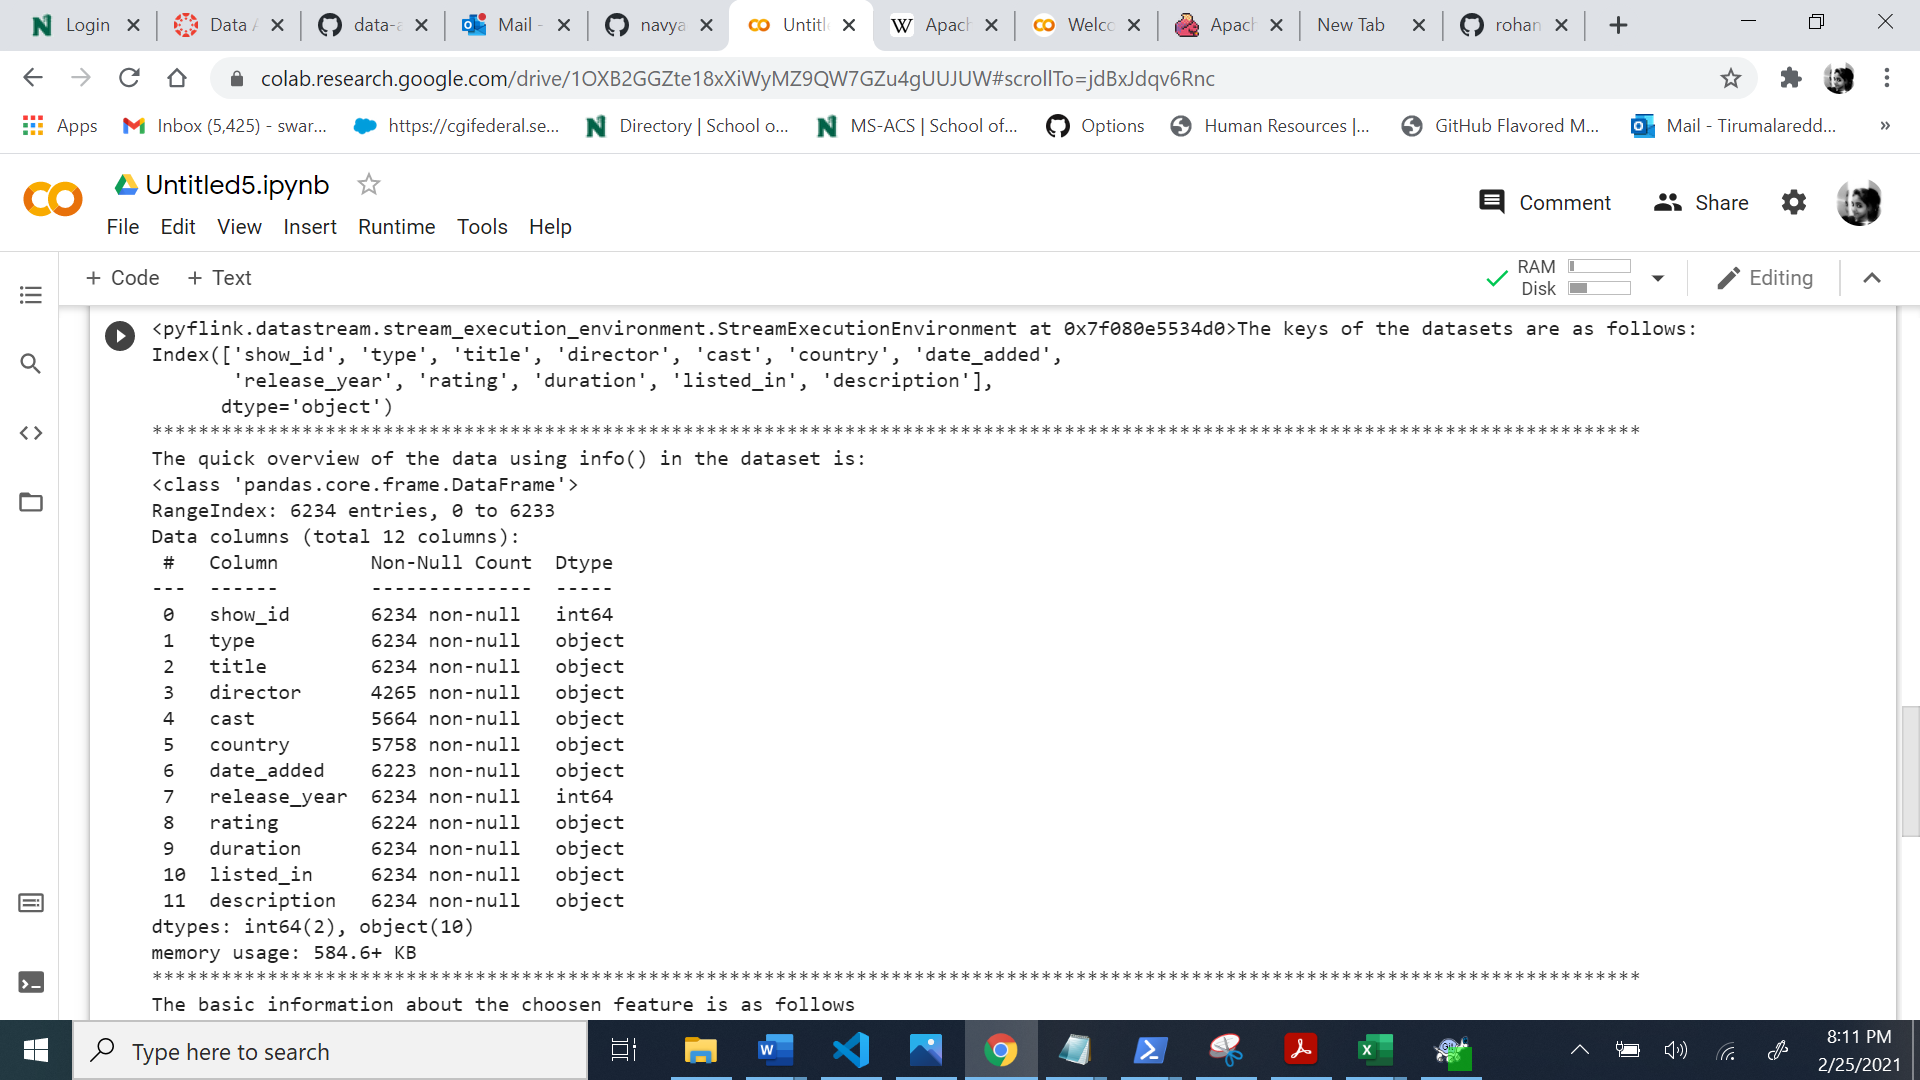 Login
Data A
data-a
Mail -
navya
Untitle
Apach
Welco
Apach
New Tab
rohan
colab.research.google.com/drive/1OXB2GGZte18xXiWyMZ9QW7GZu4gUUJUW#scrollTo=jdBxJdqv6Rnc
Apps
Inbox (5,425) - swar...
https://cgifederal.se...
Directory | School o...
MS-ACS | School of...
Options
Human Resources |...
GitHub Flavored M...
Mail - Tirumalaredd...
»
Untitled5.ipynb
Comment
Share
File Edit View Insert Runtime Tools Help
+ Code + Text
RAM
Disk
Editing
<pyflink.datastream.stream_execution_environment.StreamExecutionEnvironment at 0x7f080e5534d0>The keys of the datasets are as follows:
Index(['show_id', 'type', 'title', 'director', 'cast', 'country', 'date_added',
'release_year', 'rating', 'duration', 'listed_in', 'description'],
dtype='object')
*********************************************************************************************************************************
The quick overview of the data using info() in the dataset is:
<class 'pandas.core.frame.DataFrame'>
RangeIndex: 6234 entries, 0 to 6233
Data columns (total 12 columns):
# Column Non-Null Count Dtype
--- ------ -------------- -----
0 show_id 6234 non-null int64
1 type 6234 non-null object
2 title 6234 non-null object
3 director 4265 non-null object
4 cast 5664 non-null object
5 country 5758 non-null object
6 date_added 6223 non-null object
7 release_year 6234 non-null int64
8 rating 6224 non-null object
9 duration 6234 non-null object
10 listed_in 6234 non-null object
11 description 6234 non-null object
dtypes: int64(2), object(10)
memory usage: 584.6+ KB
*********************************************************************************************************************************
The basic information about the choosen feature is as follows
Type here to search
8:11 PM
2/25/2021